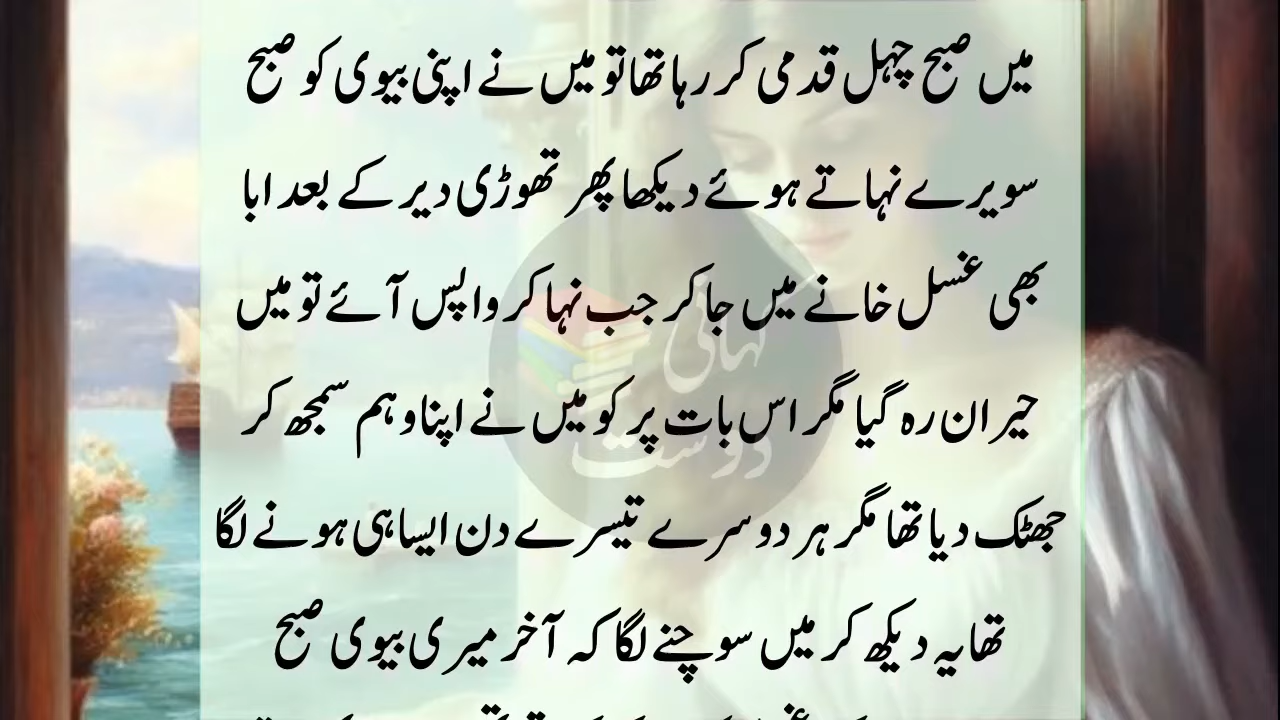 میں صبح چہل قدمی کر رہا تھا تو میں نے اپنی بیوی کو صبح
سویرے نہاتے ہوئے دیکھا پھر تھوڑی دیر کے بعد ابا
بھی غسل خانے میں جا کر جب نہا کر واپس آئے تو میں
حیران رہ گیا مگر اس بات پر کو میں نے اپنا وہم سمجھ کر
جھٹک دیا تھا مگر ہر دوسرے تیسرے دن ایسا ہی ہونے لگا
تھا یہ دیکھ کر میں سوچنے لگا کہ آخر میری بیوی صبح
کہانی
دوست